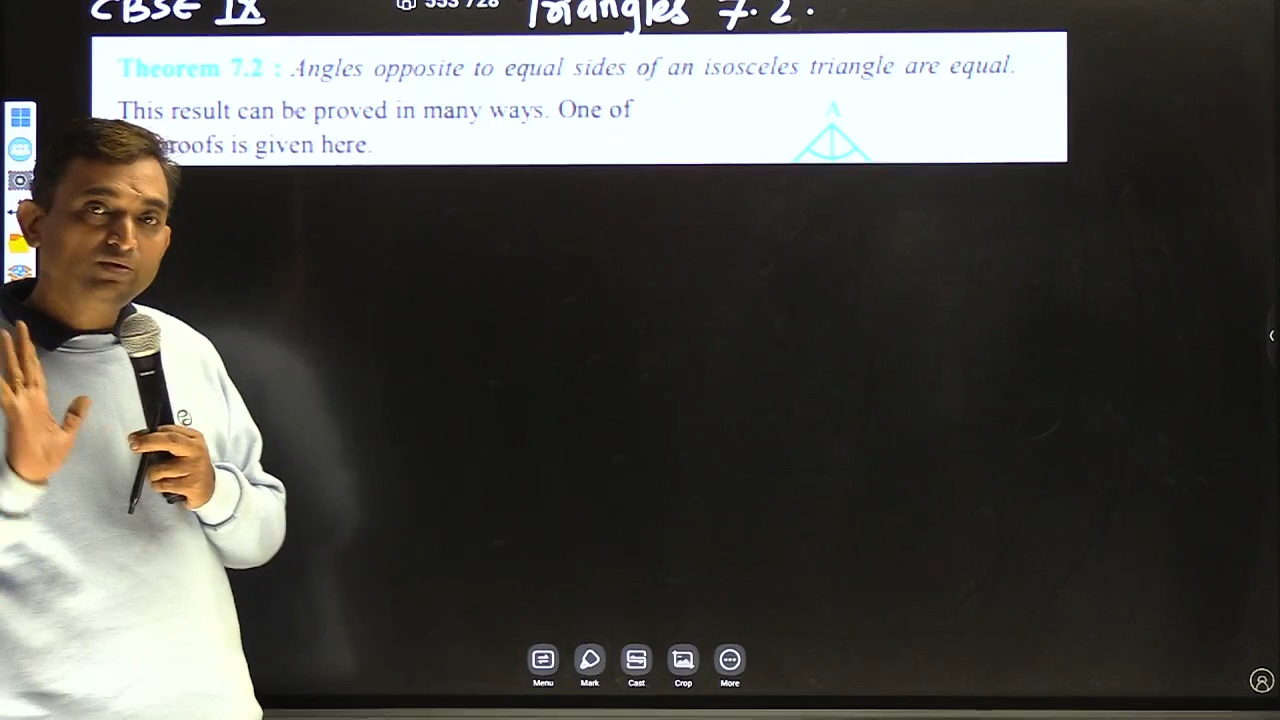 CBSE IX
Triangles 7.2.
Theorem 7.2 : Angles opposite to equal sides of an isosceles triangle are equal.
This result can be proved in many ways. One of
roofs is given here.
A
Menu
Mark
Cast
Crop
More